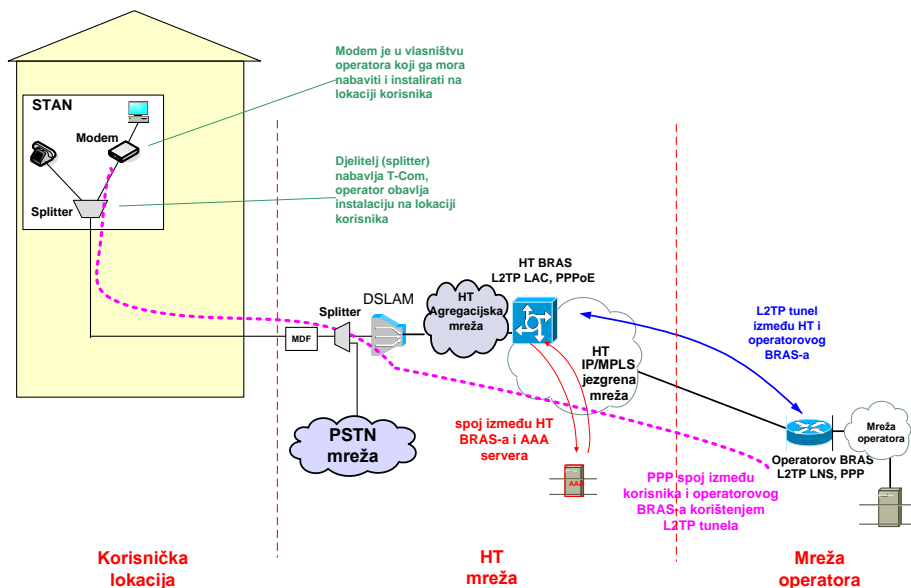 Modem je u vlasništvu
operatora koji ga mora
nabaviti i instalirati na
lokaciji korisnika
STAN
Modem
Splitter
Djelitelj (splitter)
nabavlja T-Com,
operator obavlja
instalaciju na lokaciji
korisnika
MDF
Splitter
DSLAM
PSTN
mreža
HT
Agregacijska
mreža
HT BRAS
L2TP LAC, PPPoE
HT
IP/MPLS
jezgrena
mreža
spoj između HT
BRAS-a i AAA
servera
AAA
L2TP tunel
između HT i
operatorovog
BRAS-a
Mreža
operatora
Operatorov BRAS
L2TP LNS, PPP
PPP spoj između
korisnika i operatorovog
BRAS-a korištenjem
L2TP tunela
Korisnička
lokacija
HT
mreža
Mreža
operatora